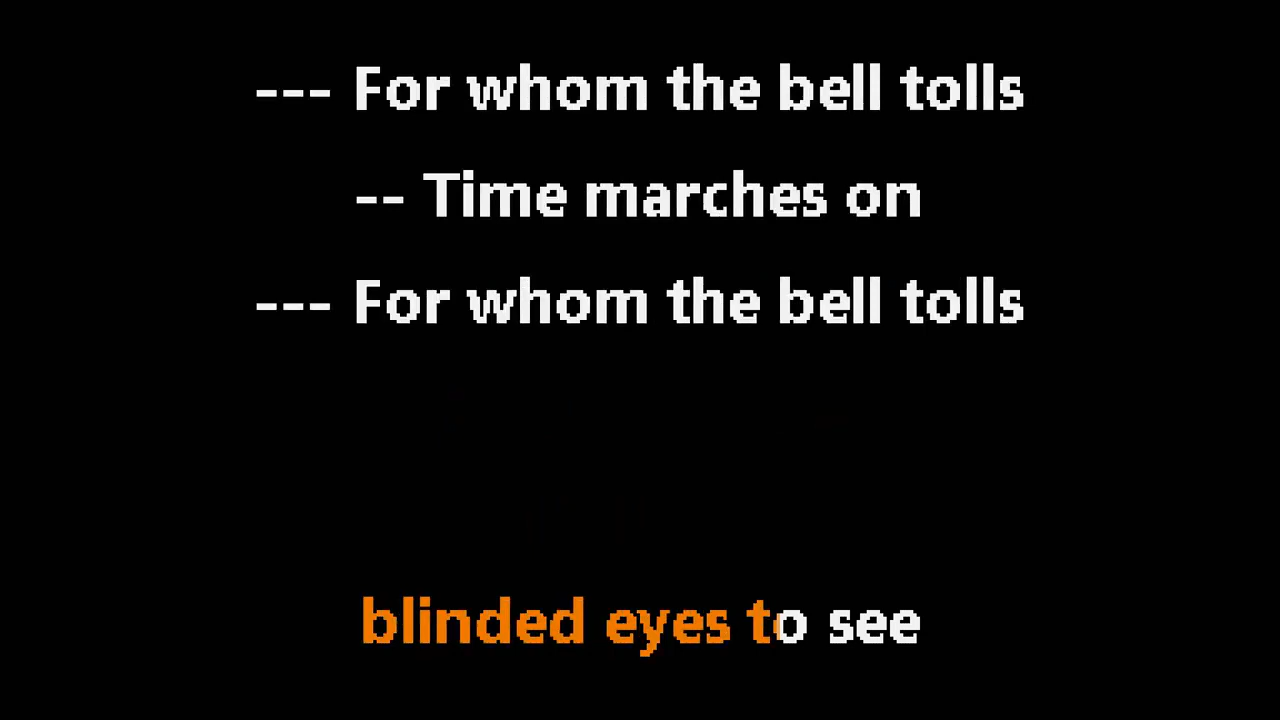 --- For whom the bell tolls
-- Time marches on
--- For whom the bell tolls
blinded eyes to see